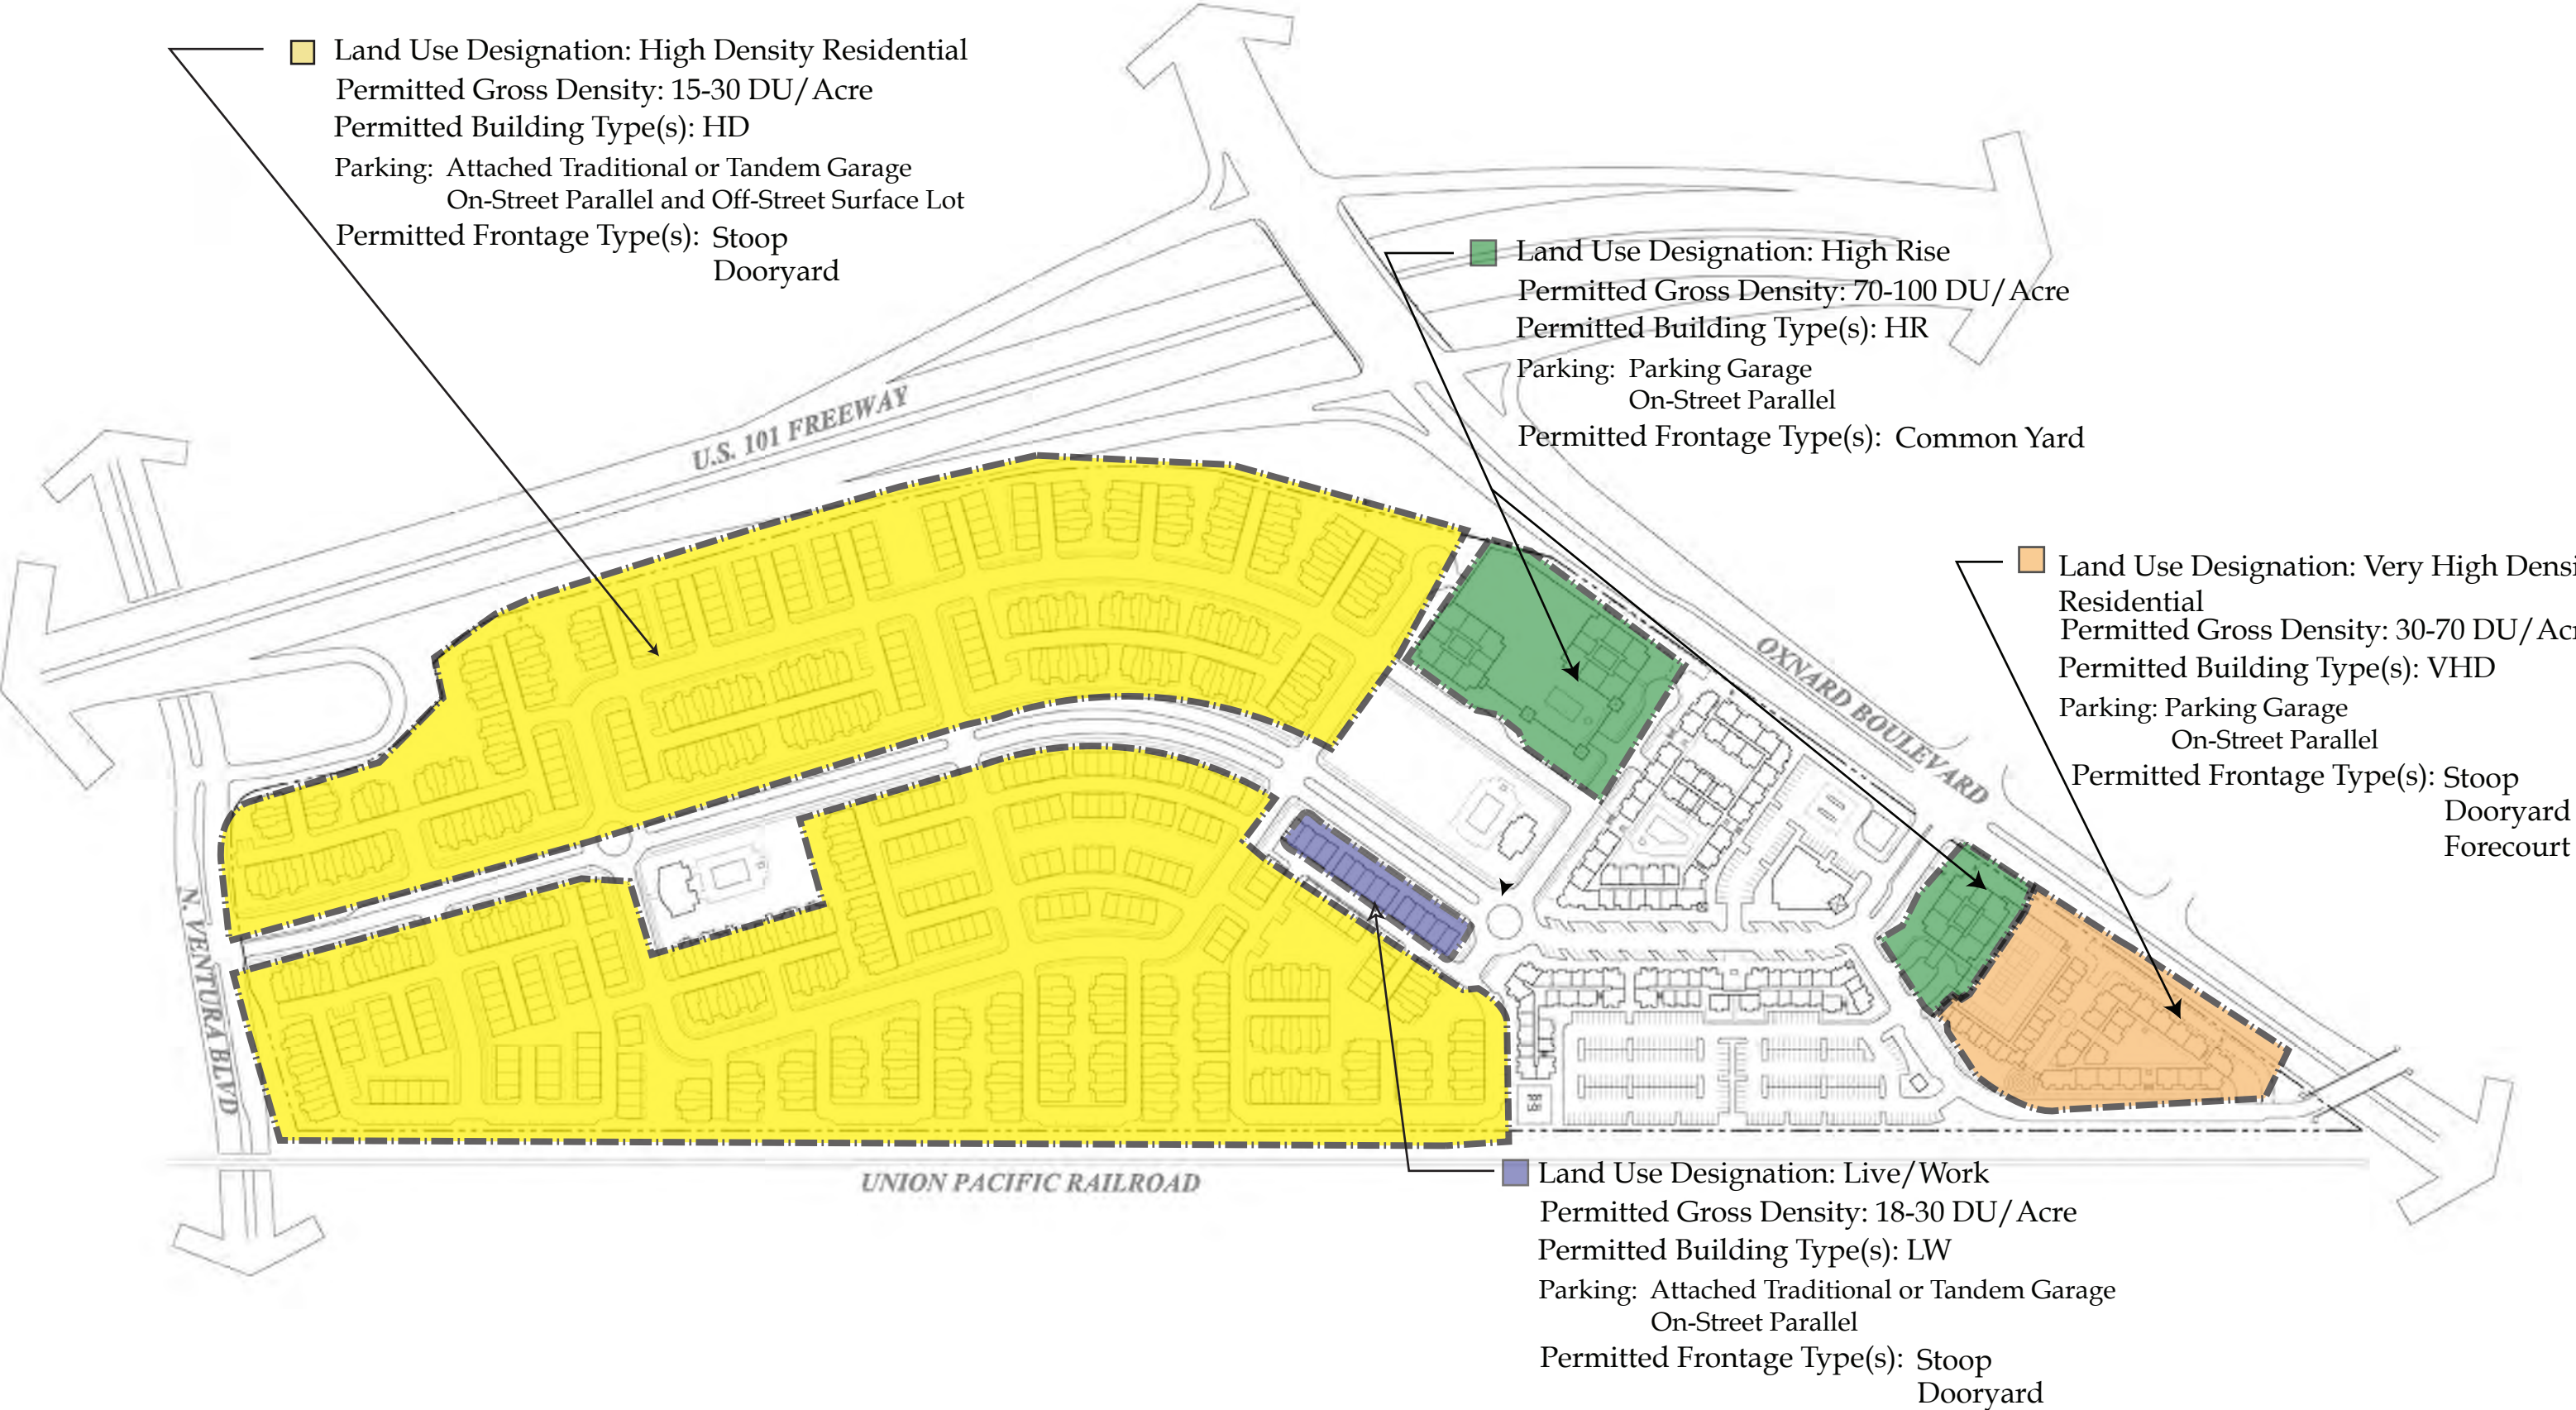 Land Use Designation: High Density Residential
Permitted Gross Density: 15-30 DU/Acre
Permitted Building Type(s): HD
Parking: Attached Traditional or Tandem Garage
On-Street Parallel and Off-Street Surface Lot
Permitted Frontage Type(s): Stoop
Dooryard
Land Use Designation: High Rise
Permitted Gross Density: 70-100 DU/Acre
Permitted Building Type(s): HR
Parking: Parking Garage
On-Street Parallel
Permitted Frontage Type(s): Common Yard
U.S. 101 FREEWAY
Land Use Designation: Very High Densi
Residential
Permitted Gross Density: 30-70 DU/Acr
Permitted Building Type(s): VHD
Parking: Parking Garage
On-Street Parallel
Permitted Frontage Type(s): Stoop
Dooryard
Forecourt
OXNARD BOULEVARD
N. VENTURA BLVD
UNION PACIFIC RAILROAD
Land Use Designation: Live/Work
Permitted Gross Density: 18-30 DU/Acre
Permitted Building Type(s): LW
Parking: Attached Traditional or Tandem Garage
On-Street Parallel
Permitted Frontage Type(s): Stoop
Dooryard